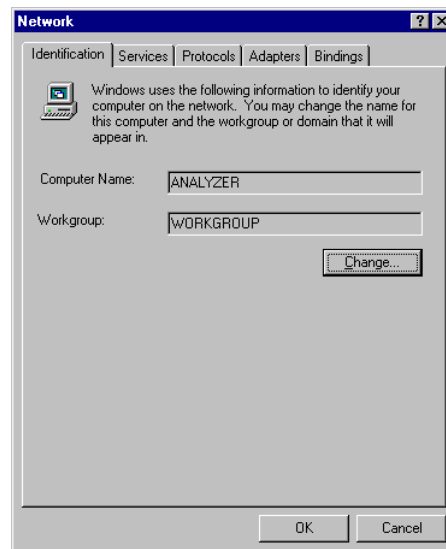 Network
Identification Services Protocols Adapters Bindings
Windows uses the following information to identify your
computer on the network. You may change the name for
this computer and the workgroup or domain that it will
appear in.
Computer Name: ANALYZER
Workgroup: WORKGROUP
Change...
OK Cancel